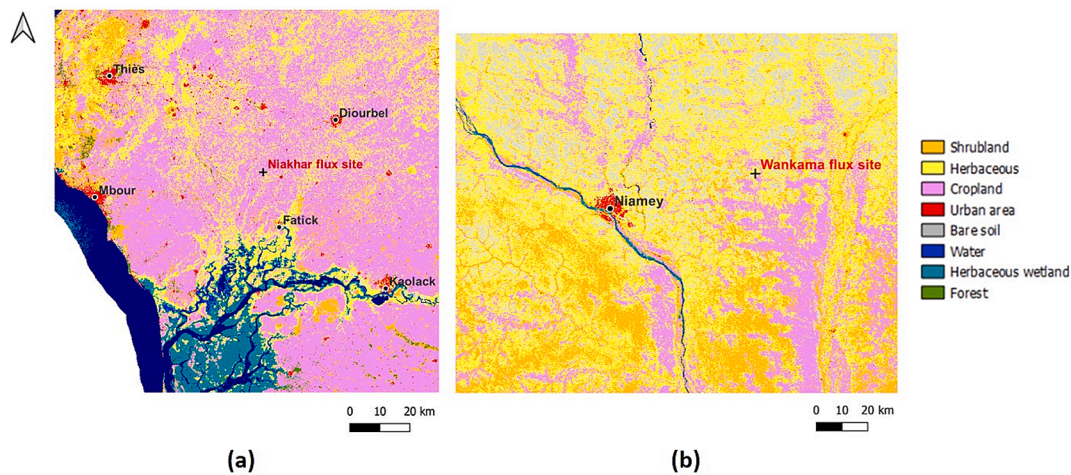 Thiès
Diourbel
Niakhar flux site
Mbour
Fatick
Kaolack
0 10 20 km
(a)
Wankama flux site
Niamey
0 10 20 km
(b)
Shrubland
Herbaceous
Cropland
Urban area
Bare soil
Water
Herbaceous wetland
Forest